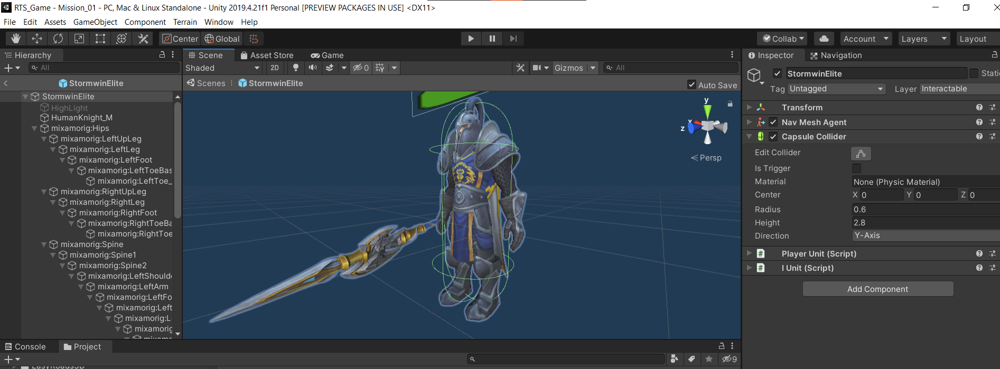 RTS_Game - Mission_01 - PC, Mac & Linux Standalone - Unity 2019.4.21f1 Personal [PREVIEW PACKAGES IN USE] <DX11>
File Edit Assets GameObject Component Terrain Window Help
Center Global Collab Account Layers Layout
Hierarchy
All
StormwinElite
StormwinElite
HighLight
HumanKnight_M
mixamorig:Hips
mixamorig:LeftUpLeg
mixamorig:LeftLeg
mixamorig:LeftFoot
mixamorig:LeftToeBas
mixamorig:LeftToe_
mixamorig:RightUpLeg
mixamorig:RightLeg
mixamorig:RightFoot
mixamorig:RightToeBa
mixamorig:RightToe
mixamorig:Spine
mixamorig:Spine1
mixamorig:Spine2
mixamorig:LeftShoulde
mixamorig:LeftArm
mixamorig:LeftFo
mixamorig:Left
mixamorig:L
mixamorig
Scene Asset Store Game
Shaded 2D 0 Gizmos All
Scenes | StormwinElite Auto Save
y
x
z
Persp
Inspector Navigation
StormwinElite Stati
Tag Untagged Layer Interactable
Transform
Nav Mesh Agent
Capsule Collider
Edit Collider
Is Trigger
Material None (Physic Material)
Center X 0 Y 0 Z 0
Radius 0.6
Height 2.8
Direction Y-Axis
Player Unit (Script)
I Unit (Script)
Add Component
Console Project
9
EasyRoads3D